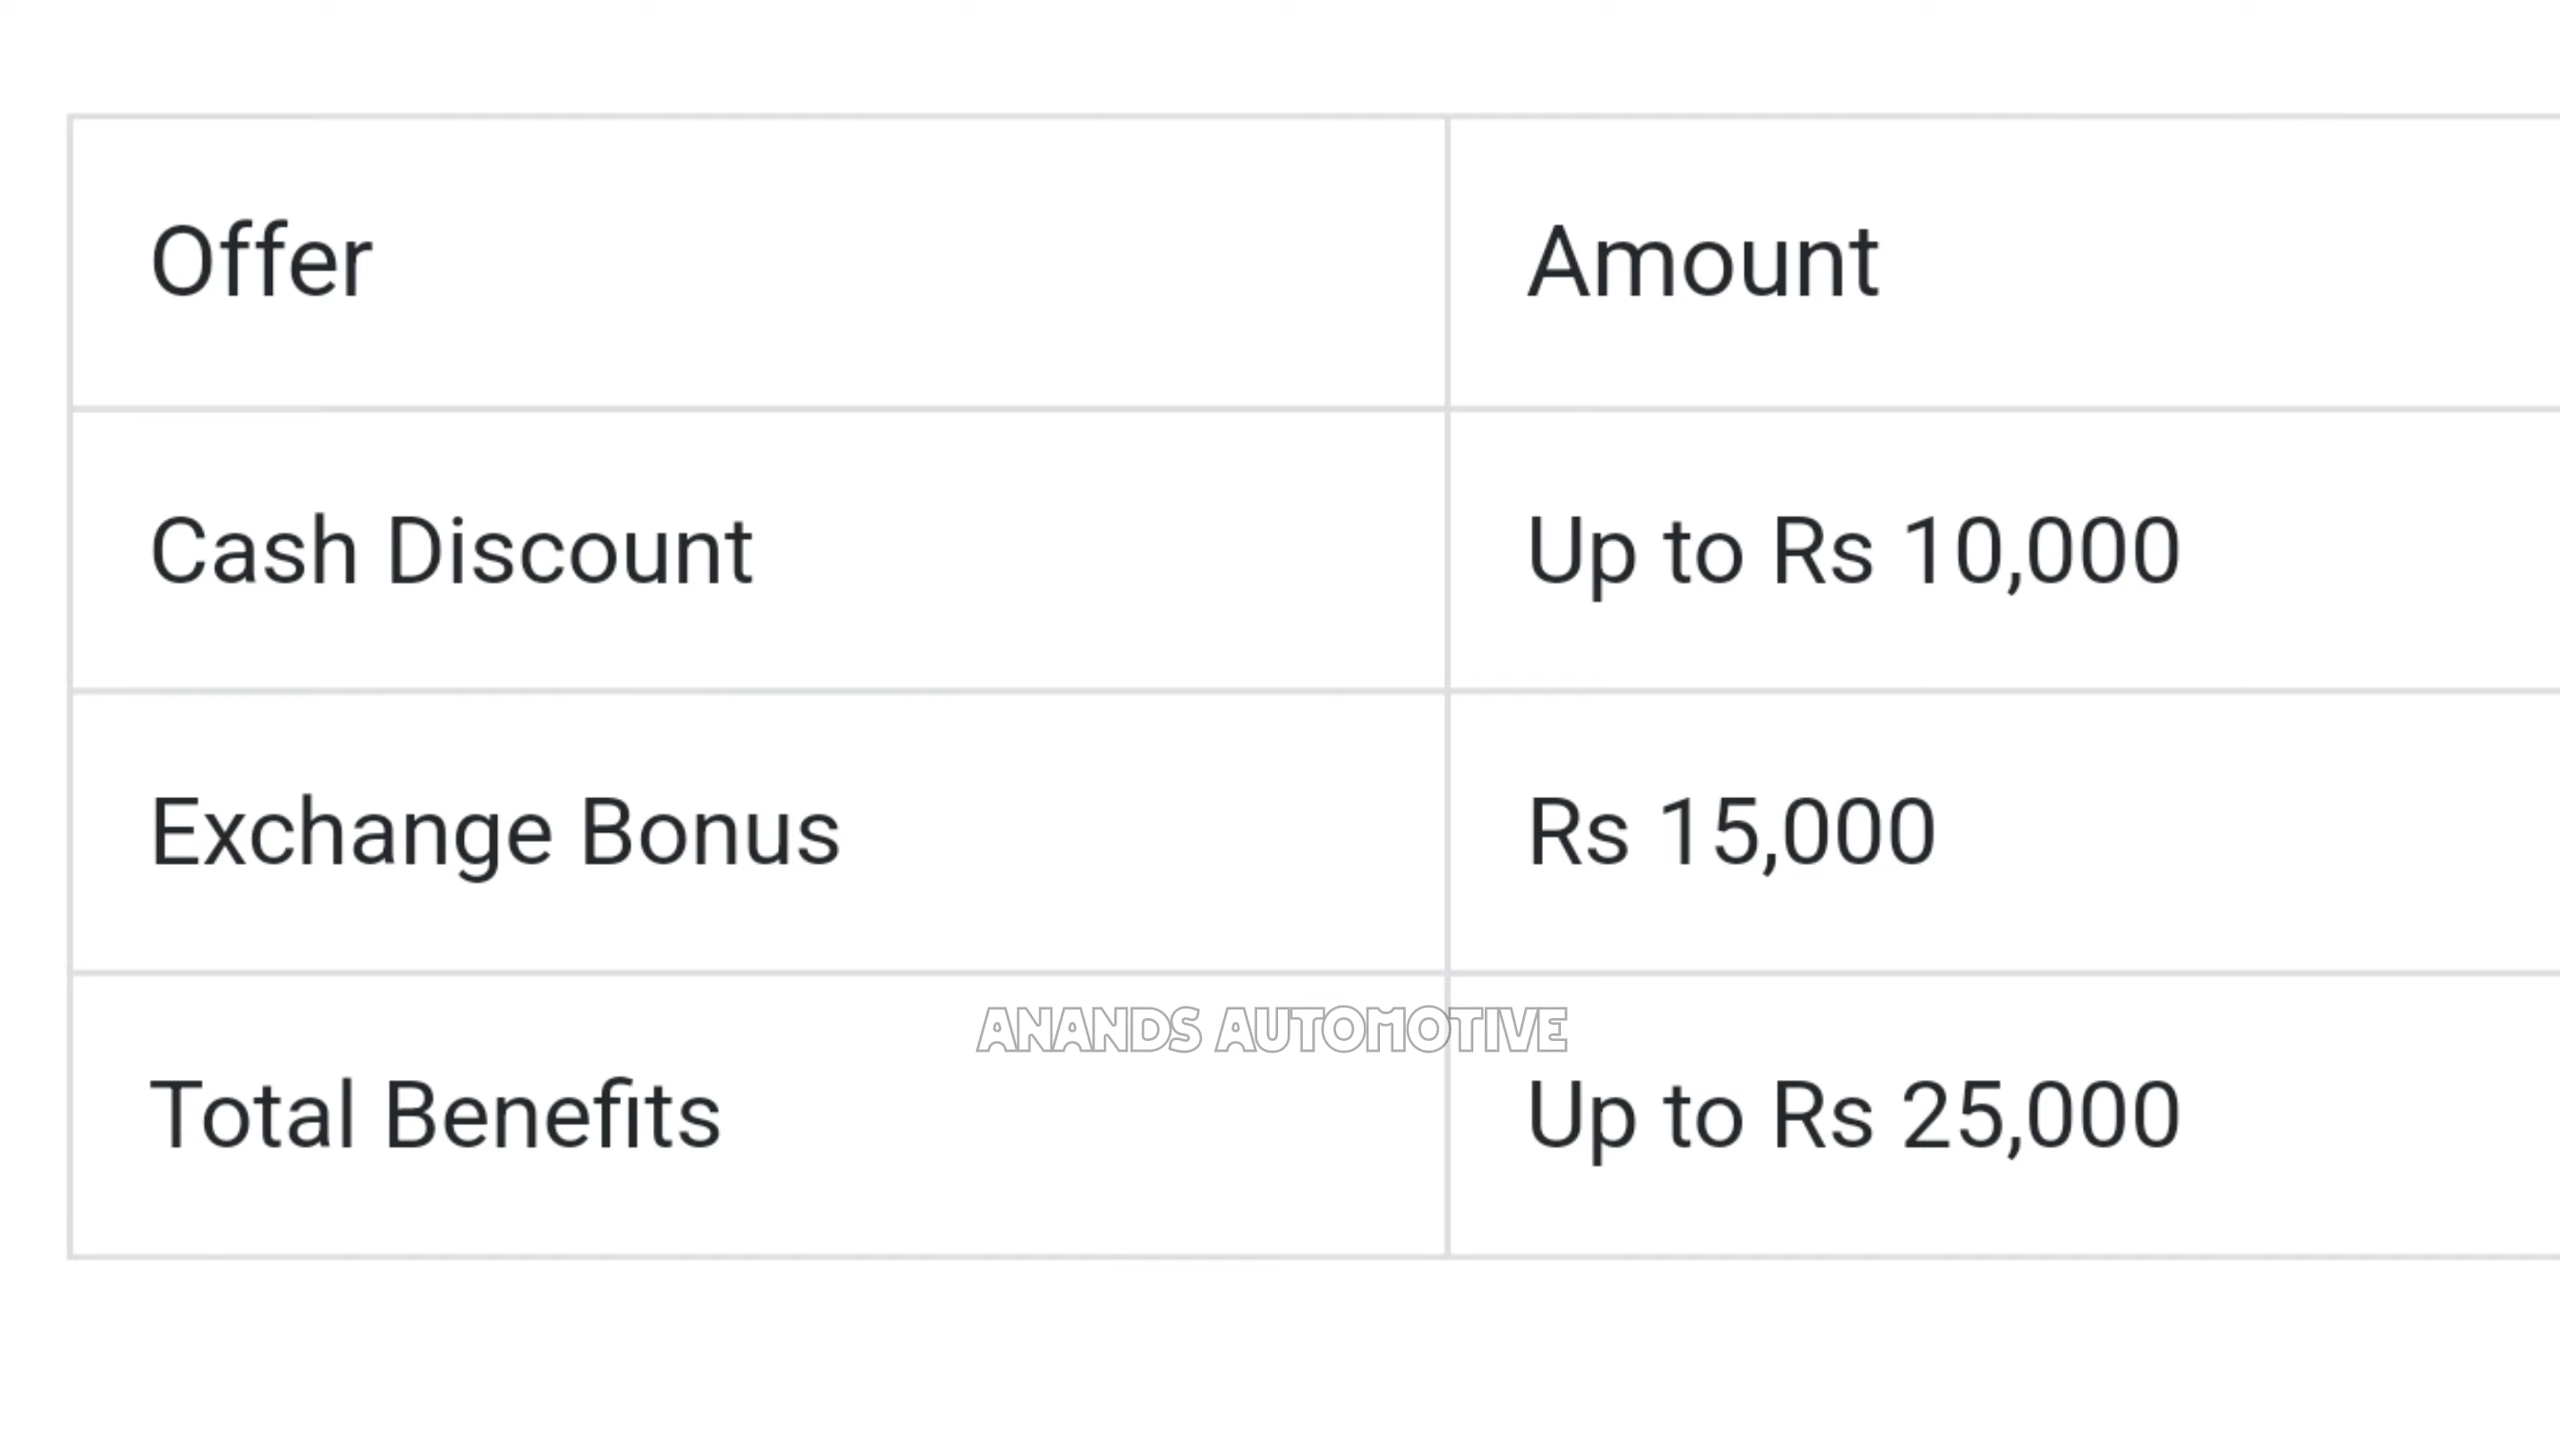 Offer Amount
Cash Discount Up to Rs 10,000
Exchange Bonus Rs 15,000
ANANDS AUTOMOTIVE
Total Benefits Up to Rs 25,000